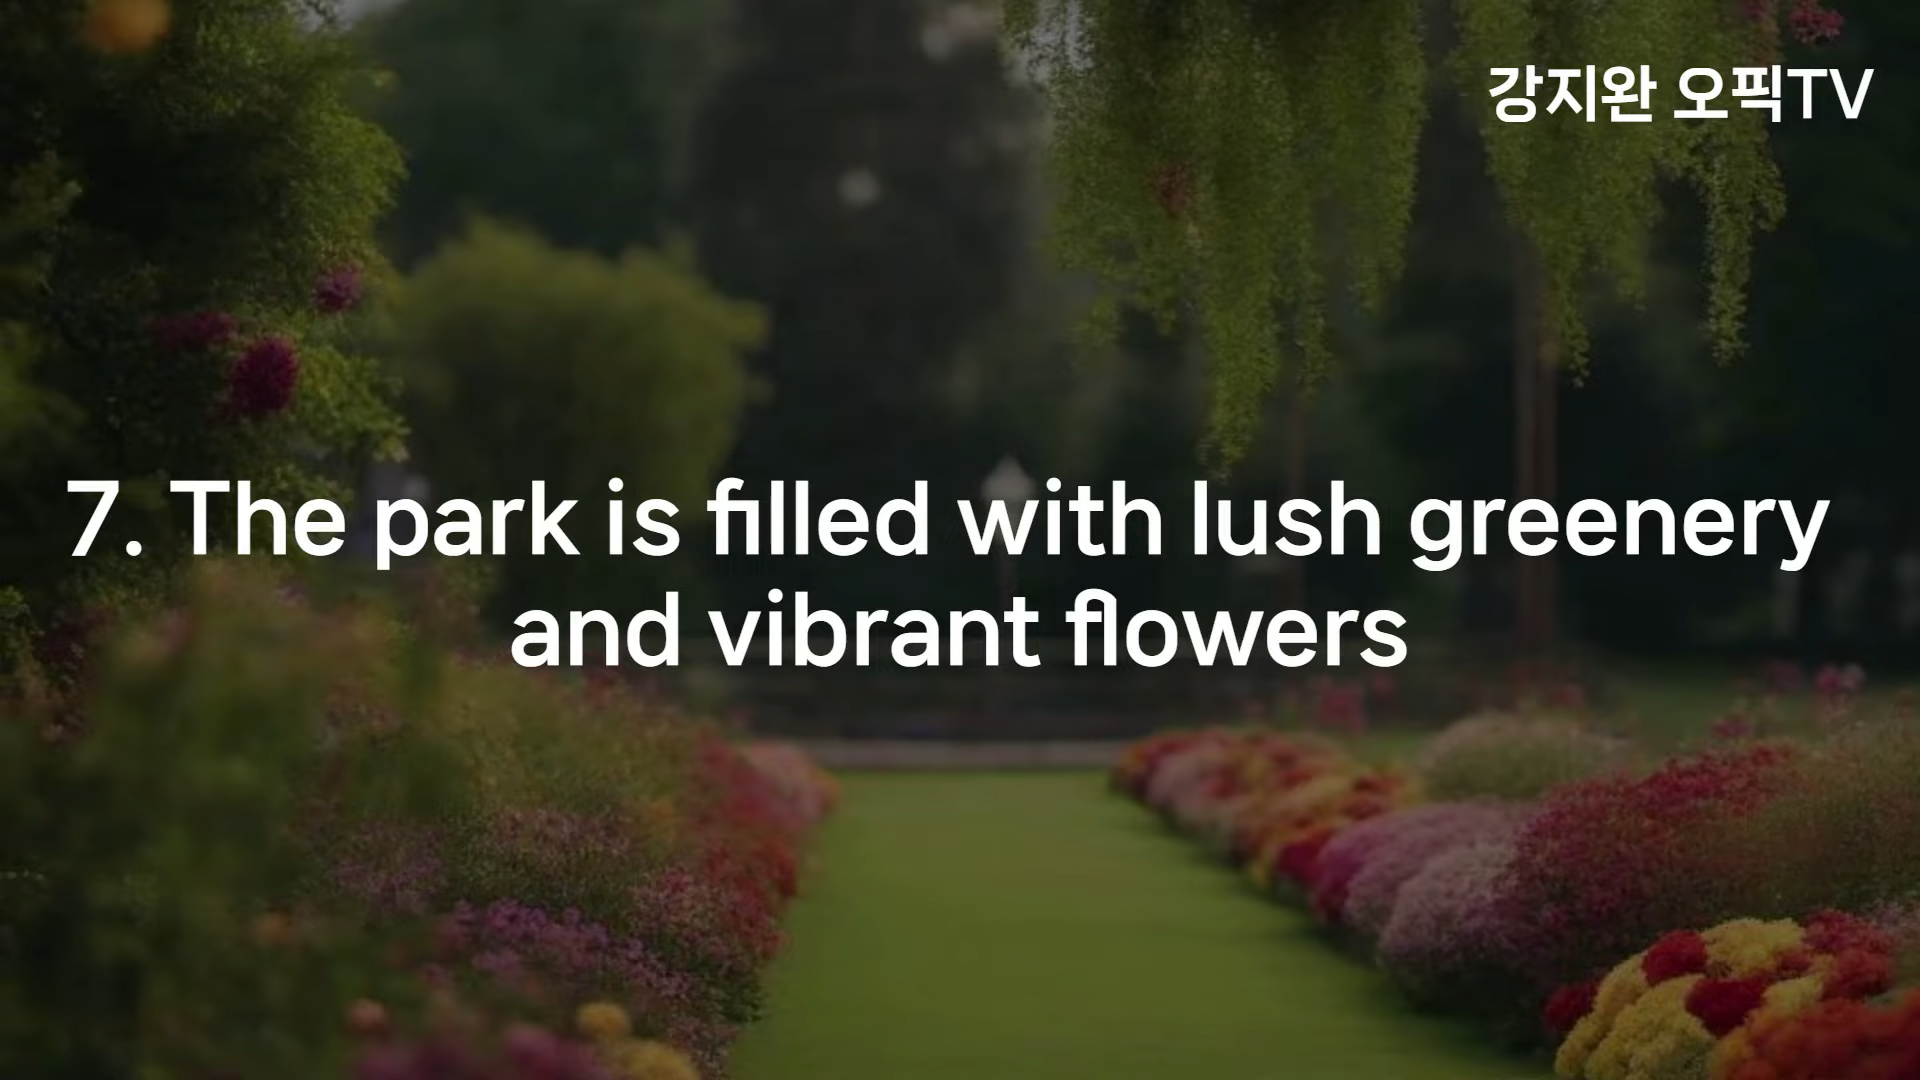 강지완 오픽TV
7. The park is filled with lush greenery
and vibrant flowers